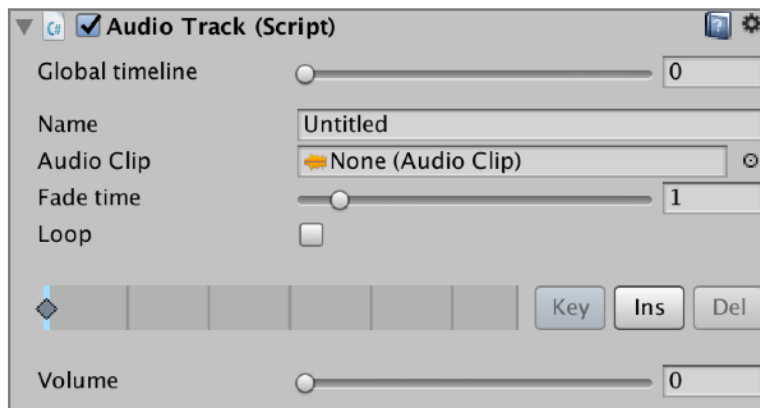 C#
Audio Track (Script)
?
Global timeline 0
Name Untitled
Audio Clip None (Audio Clip)
Fade time 1
Loop
Key Ins Del
Volume 0